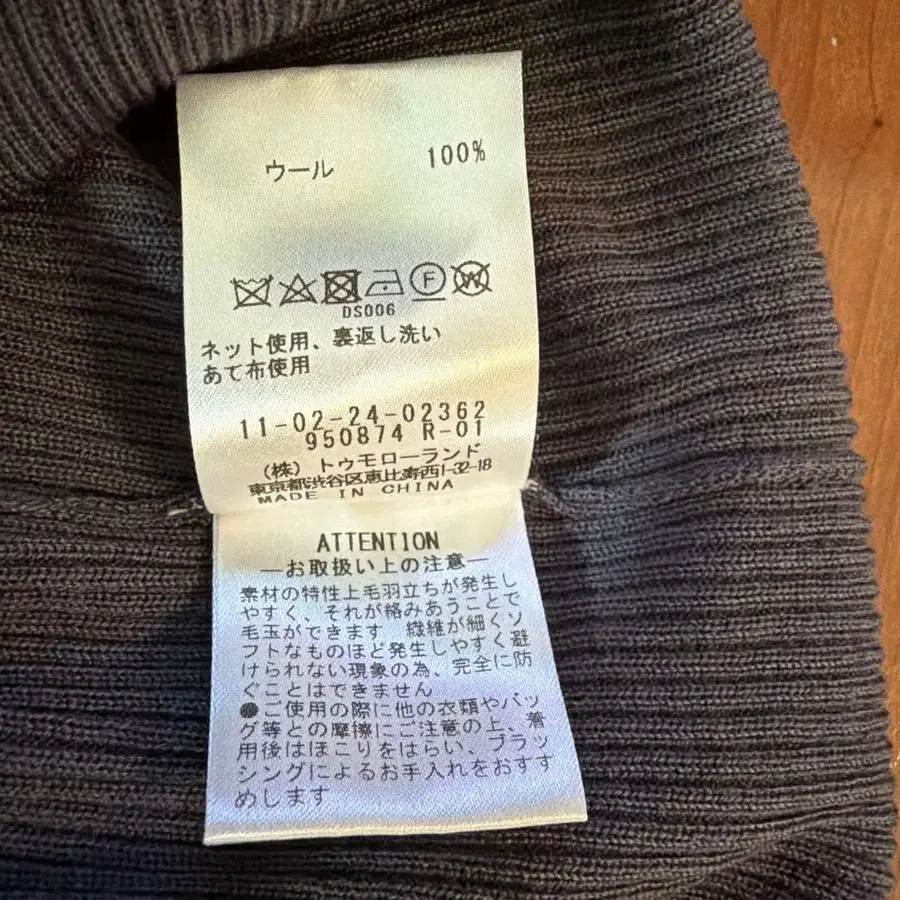 ウール 100%
DS006
ネット使用、裏返し洗い
あて布使用
11-02-24-02362
950874 R-01
(株) トゥモローランド
東京都渋谷区恵比寿西1-32-18
MADE IN CHINA
ATTENTION
―お取扱い上の注意―
素材の特性上毛羽立ちが発生し
やすく、それが絡みあうことで
毛玉ができます 繊維が細くソ
フトなものほど発生しやすく避
けられない現象の為、完全に防
ぐことはできません
●ご使用の際に他の衣類やバッ
グ等との摩擦にご注意の上、着
用後はほこりをはらい、ブラッ
シングによるお手入れをおすす
めします